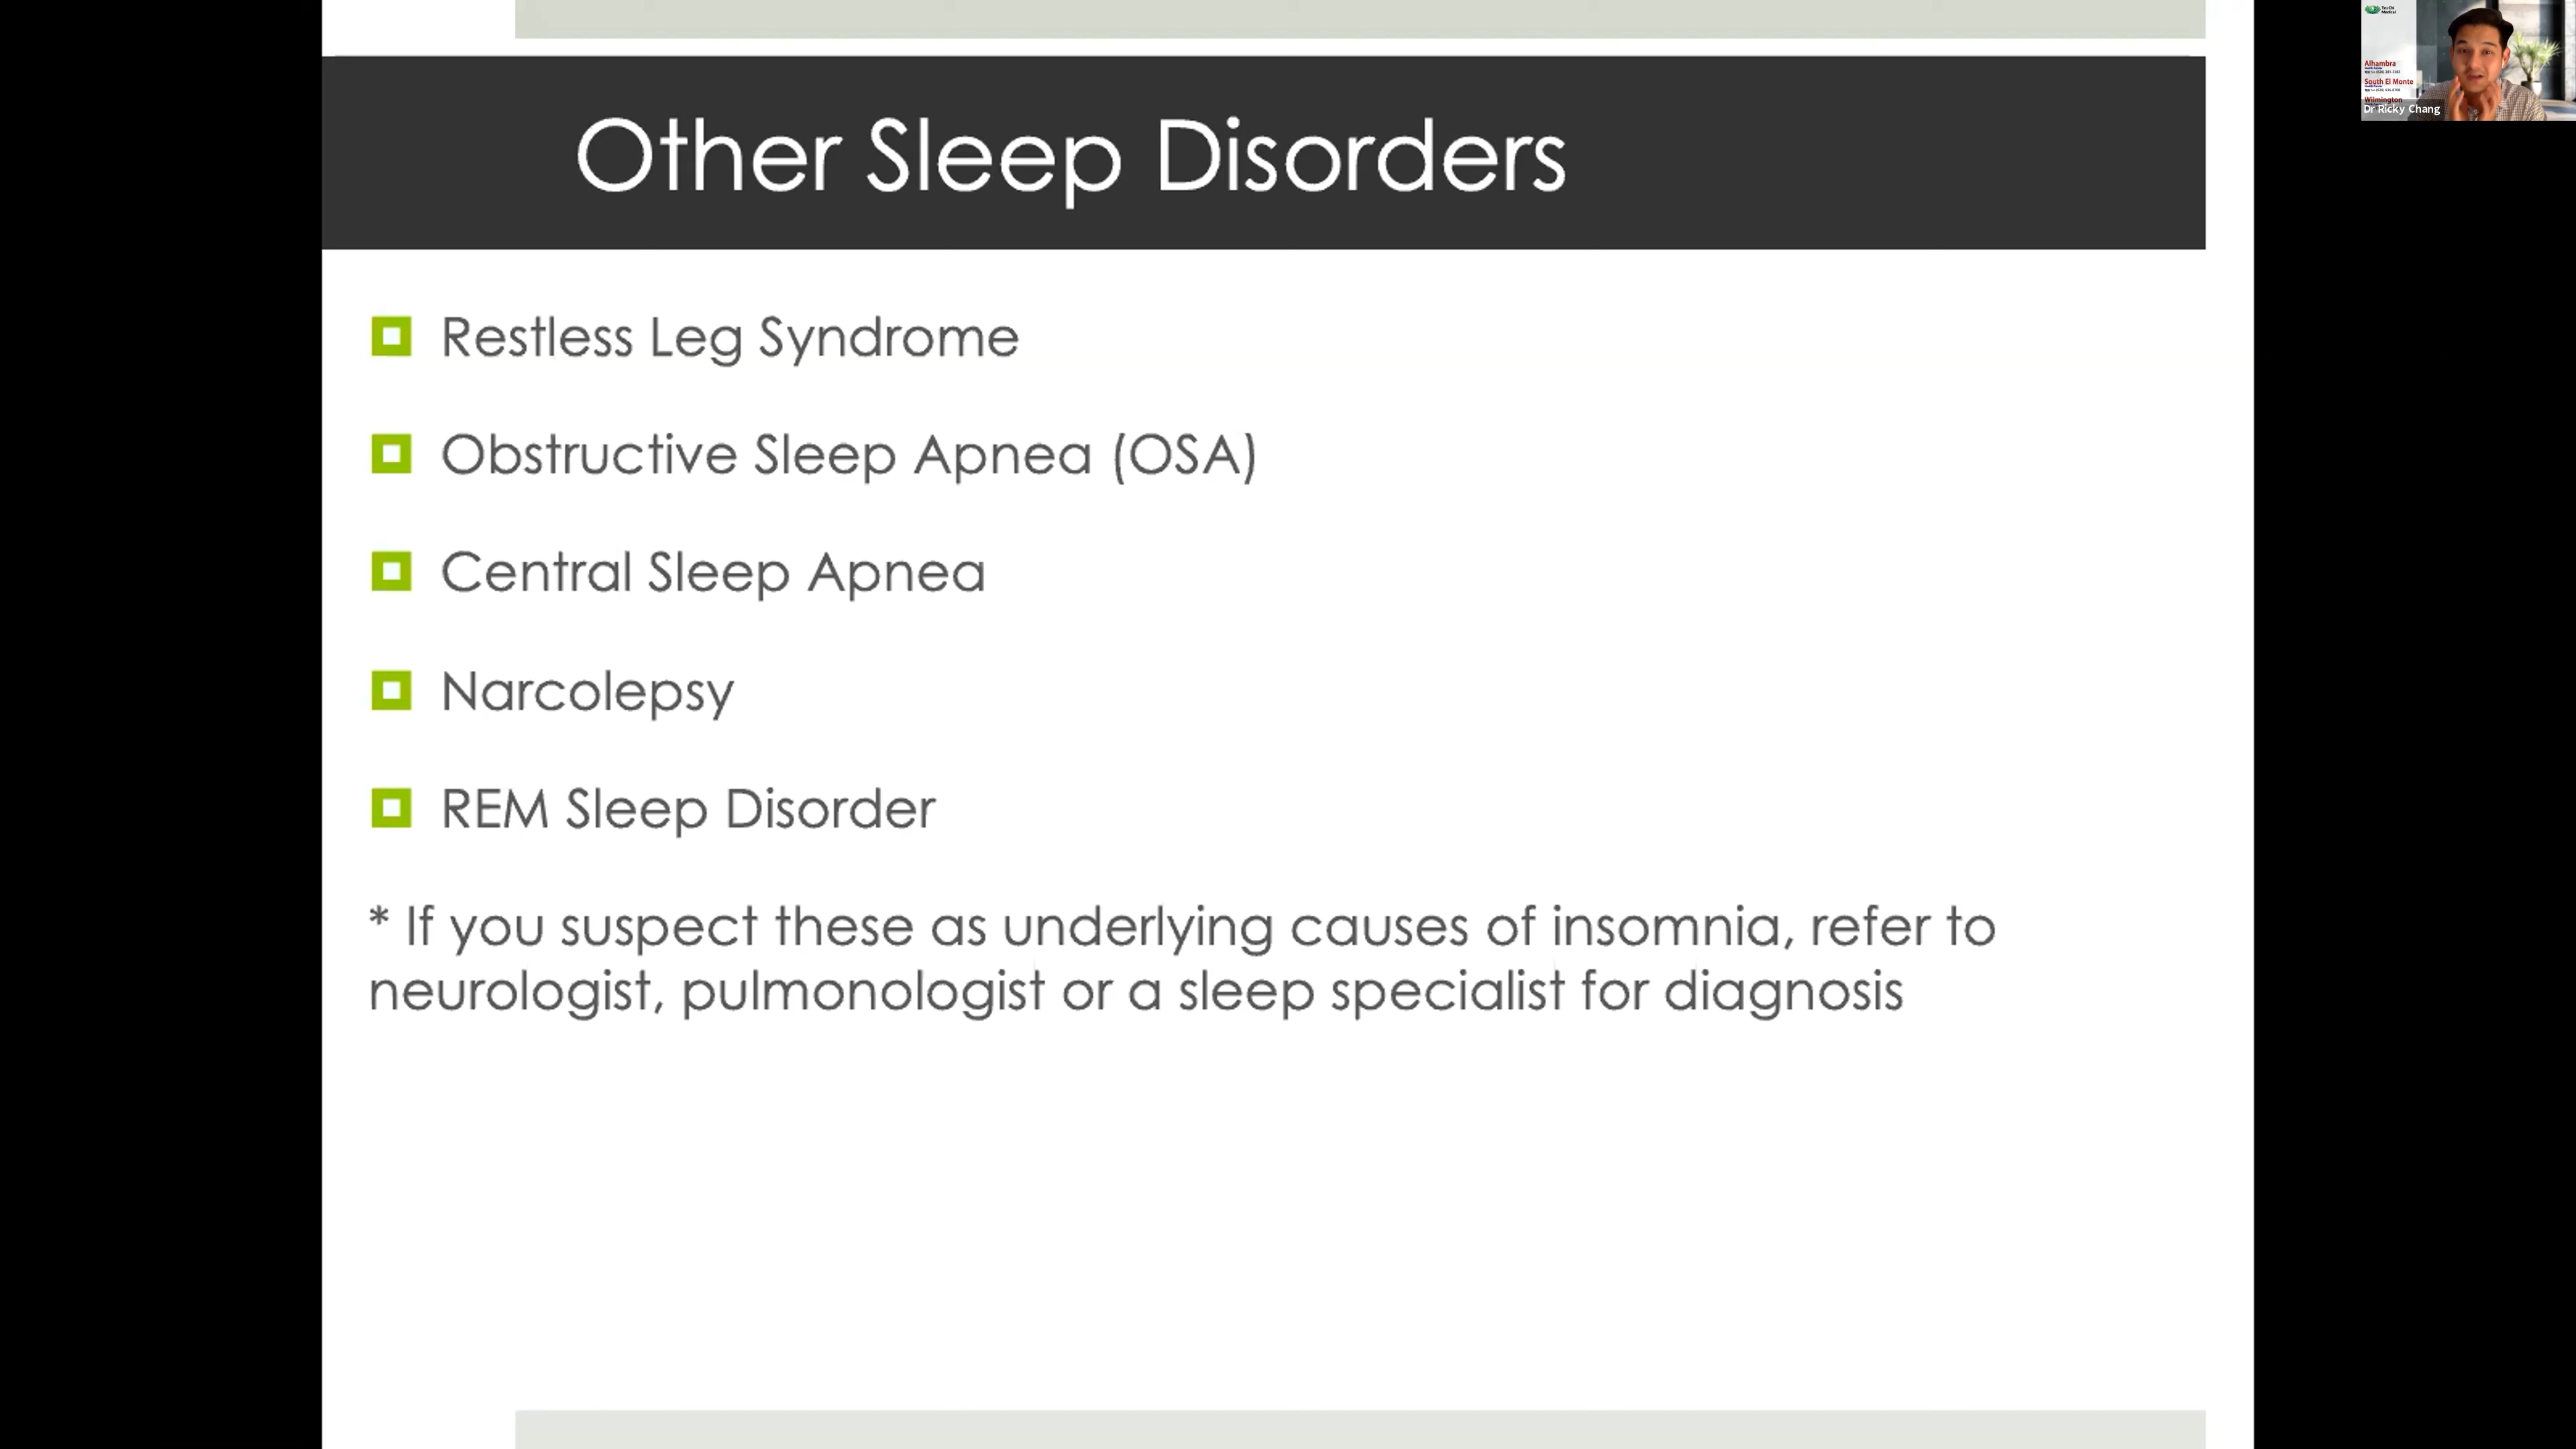 Other Sleep Disorders
Restless Leg Syndrome
Obstructive Sleep Apnea (OSA)
Central Sleep Apnea
Narcolepsy
REM Sleep Disorder
* If you suspect these as underlying causes of insomnia, refer to
neurologist, pulmonologist or a sleep specialist for diagnosis
Alhambra
South El Monte
Wilmington
Dr Ricky Chang